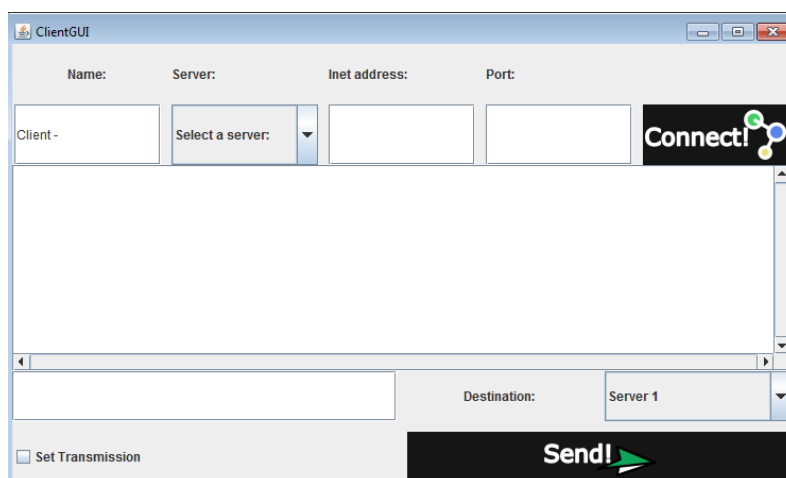 ClientGUI
Name: Server: Inet address: Port:
Client - Select a server: Connect!
Destination: Server 1
Set Transmission Send!